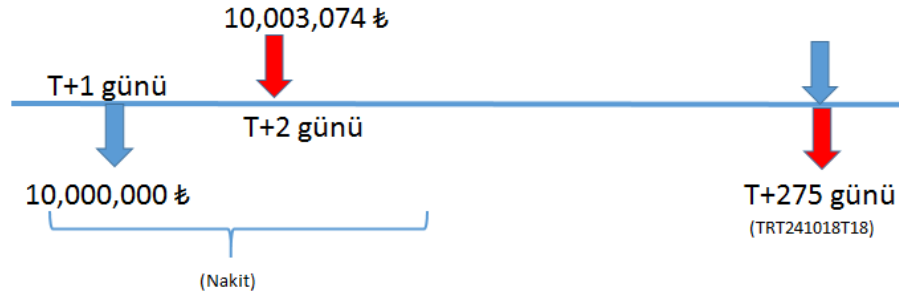 10,003,074 ₺
T+1 günü
T+2 günü
10,000,000 ₺
T+275 günü
(TRT241018T18)
(Nakit)